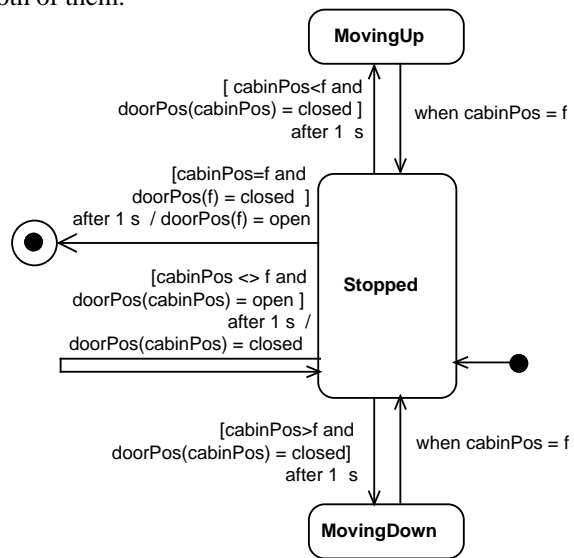 oth of them.
MovingUp
[ cabinPos<f and
doorPos(cabinPos) = closed ]
after 1 s
when cabinPos = f
[cabinPos=f and
doorPos(f) = closed ]
after 1 s / doorPos(f) = open
[cabinPos <> f and
doorPos(cabinPos) = open ]
after 1 s /
doorPos(cabinPos) = closed
Stopped
[cabinPos>f and
doorPos(cabinPos) = closed]
after 1 s
when cabinPos = f
MovingDown